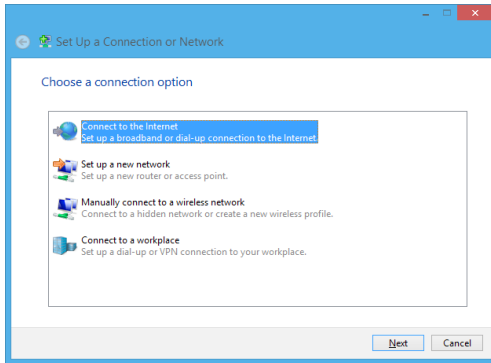 Set Up a Connection or Network
Choose a connection option
Connect to the Internet
Set up a broadband or dial-up connection to the Internet.
Set up a new network
Set up a new router or access point.
Manually connect to a wireless network
Connect to a hidden network or create a new wireless profile.
Connect to a workplace
Set up a dial-up or VPN connection to your workplace.
Next Cancel